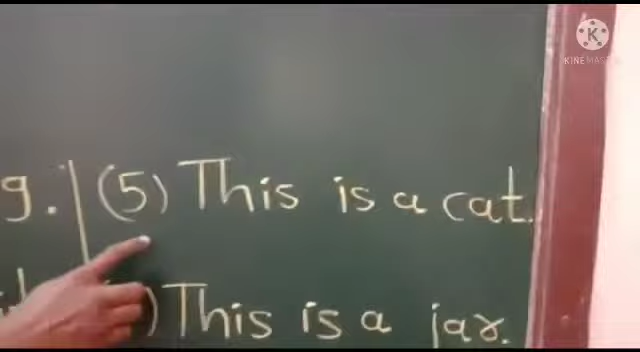 g. (5) This is a cat.
) This is a jar.
K
KINEMASTER